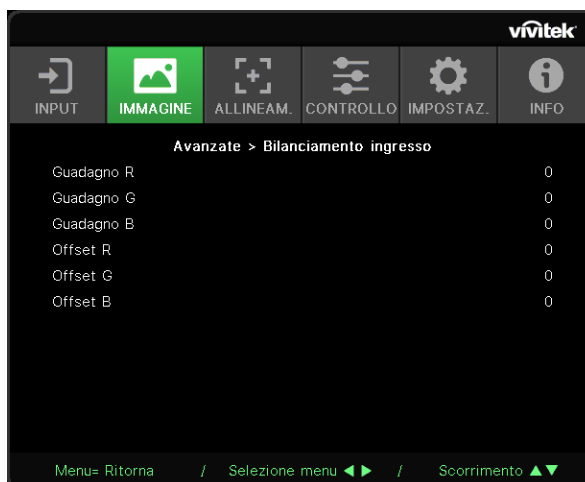 vivitek
INPUT IMMAGINE ALLINEAM. CONTROLLO IMPOSTAZ. INFO
Avanzate > Bilanciamento ingresso
Guadagno R 0
Guadagno G 0
Guadagno B 0
Offset R 0
Offset G 0
Offset B 0
Menu= Ritorna / Selezione menu ◀ ▶ / Scorrimento ▲▼